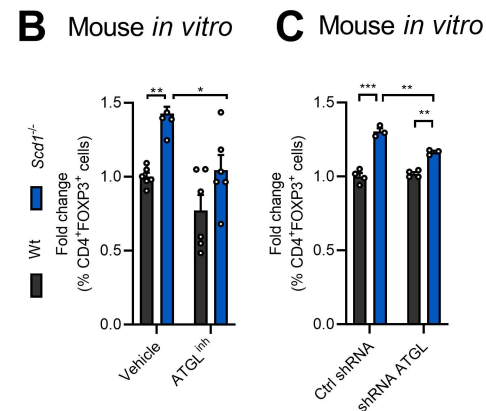 B Mouse in vitro
C Mouse in vitro
Wt Scd1-/-
Fold change
(% CD4+FOXP3+ cells)
1.5
1.0
0.5
0.0
** *
Vehicle
ATGL inh
Fold change
(% CD4+FOXP3+ cells)
1.5
1.0
0.5
0.0
*** **
**
Ctrl shRNA
shRNA ATGL